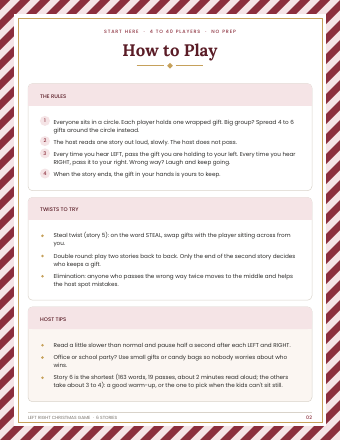 START HERE · 4 TO 40 PLAYERS · NO PREP
How to Play
THE RULES
1 Everyone sits in a circle. Each player holds one wrapped gift. Big group? Spread 4 to 6
gifts around the circle instead.
2 The host reads one story out loud, slowly. The host does not pass.
3 Every time you hear LEFT, pass the gift you are holding to your left. Every time you hear
RIGHT, pass it to your right. Wrong way? Laugh and keep going.
4 When the story ends, the gift in your hands is yours to keep.
TWISTS TO TRY
Steal twist (story 5): on the word STEAL, swap gifts with the player sitting across from
you.
Double round: play two stories back to back. Only the end of the second story decides
who keeps a gift.
Elimination: anyone who passes the wrong way twice moves to the middle and helps
the host spot mistakes.
HOST TIPS
Read a little slower than normal and pause half a second after each LEFT and RIGHT.
Office or school party? Use small gifts or candy bags so nobody worries about who
wins.
Story 6 is the shortest (163 words, 19 passes, about 2 minutes read aloud; the others
take about 3 to 4): a good warm-up, or the one to pick when the kids can't sit still.
LEFT RIGHT CHRISTMAS GAME · 6 STORIES
02